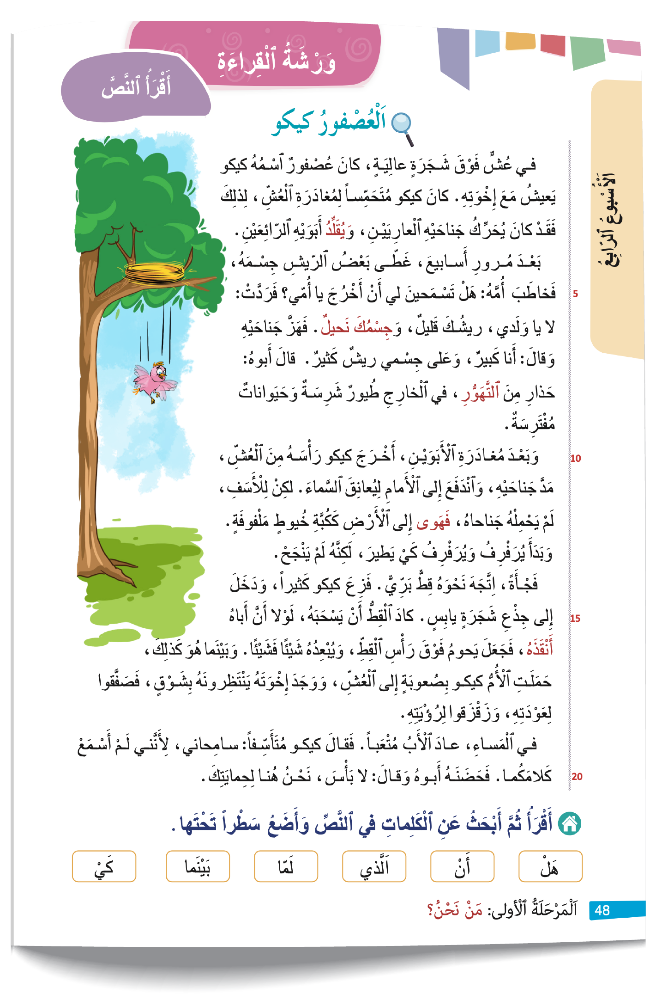 وَرْشَةُ ٱلْقِراءَةِ
أَقْرَأُ ٱلنَّصَّ
اَلْعُصْفورُ كيكو
اَلْأُسْبوعُ ٱلرّابِعُ
في عُشٍّ فَوْقَ شَجَرَةٍ عالِيَةٍ، كانَ عُصْفورٌ ٱسْمُهُ كيكو
يَعيشُ مَعَ إِخْوَتِهِ. كانَ كيكو مُتَحَمِّساً لِمُغادَرَةِ ٱلْعُشِّ، لِذلِكَ
فَقَدْ كانَ يُحَرِّكُ جَناحَيْهِ ٱلْعارِيَيْنِ، وَيُقَلِّدُ أَبَوَيْهِ ٱلرّائِعَيْنِ.
بَعْدَ مُرورِ أَسابيعَ، غَطّى بَعْضُ ٱلرّيشِ جِسْمَهُ،
5 فَخاطَبَ أُمَّهُ: هَلْ تَسْمَحينَ لي أَنْ أَخْرُجَ يا أُمّي؟ فَرَدَّتْ:
لا يا وَلَدي، ريشُكَ قَليلٌ، وَجِسْمُكَ نَحيلٌ. فَهَزَّ جَناحَيْهِ
وَقالَ: أَنا كَبيرٌ، وَعَلى جِسْمي ريشٌ كَثيرٌ. قالَ أَبوهُ:
حَذارِ مِنَ ٱلتَّهَوُّرِ، في ٱلْخارِجِ طُيورٌ شَرِسَةٌ وَحَيَواناتٌ
مُفْتَرِسَةٌ.
10 وَبَعْدَ مُغادَرَةِ ٱلْأَبَوَيْنِ، أَخْرَجَ كيكو رَأْسَهُ مِنَ ٱلْعُشِّ،
مَدَّ جَناحَيْهِ، وَٱنْدَفَعَ إِلى ٱلْأَمامِ لِيُعانِقَ ٱلسَّماءَ. لكِنْ لِلْأَسَفِ،
لَمْ يَحْمِلْهُ جَناحاهُ، فَهَوى إِلى ٱلْأَرْضِ كَكُبَّةِ خُيوطٍ مَلْفوفَةٍ.
وَبَدَأَ يُرَفْرِفُ وَيُرَفْرِفُ كَيْ يَطيرَ، لَكِنَّهُ لَمْ يَنْجَحْ.
فَجْأَةً، اِتَّجَهَ نَحْوَهُ قِطٌّ بَرِّيٌّ. فَزِعَ كيكو كَثيراً، وَدَخَلَ
15 إِلى جِذْعِ شَجَرَةٍ يابِسٍ. كادَ ٱلْقِطُّ أَنْ يَسْحَبَهُ، لَوْلا أَنَّ أَباهُ
أَنْقَذَهُ، فَجَعَلَ يَحومُ فَوْقَ رَأْسِ ٱلْقِطِّ، وَيُبْعِدُهُ شَيْئًا فَشَيْئًا. وَبَيْنَما هُوَ كَذلِكَ،
حَمَلَتِ ٱلْأُمُّ كيكو بِصُعوبَةٍ إِلى ٱلْعُشِّ، وَوَجَدَ إِخْوَتَهُ يَنْتَظِرونَهُ بِشَوْقٍ، فَصَفَّقوا
لِعَوْدَتِهِ، وَزَقْزَقوا لِرُؤْيَتِهِ.
في ٱلْمَساءِ، عادَ ٱلْأَبُ مُتْعَباً. فَقالَ كيكو مُتَأَسِّفاً: سامِحاني، لِأَنَّني لَمْ أَسْمَعْ
20 كَلامَكُما. فَحَضَنَهُ أَبوهُ وَقالَ: لا بَأْسَ، نَحْنُ هُنا لِحِمايَتِكَ.
أَقْرَأُ ثُمَّ أَبْحَثُ عَنِ ٱلْكَلِماتِ في ٱلنَّصِّ وَأَضَعُ سَطْراً تَحْتَها.
هَلْ أَنْ اَلَّذي لَمّا بَيْنَما كَيْ
48 اَلْمَرْحَلَةُ ٱلْأولى: مَنْ نَحْنُ؟